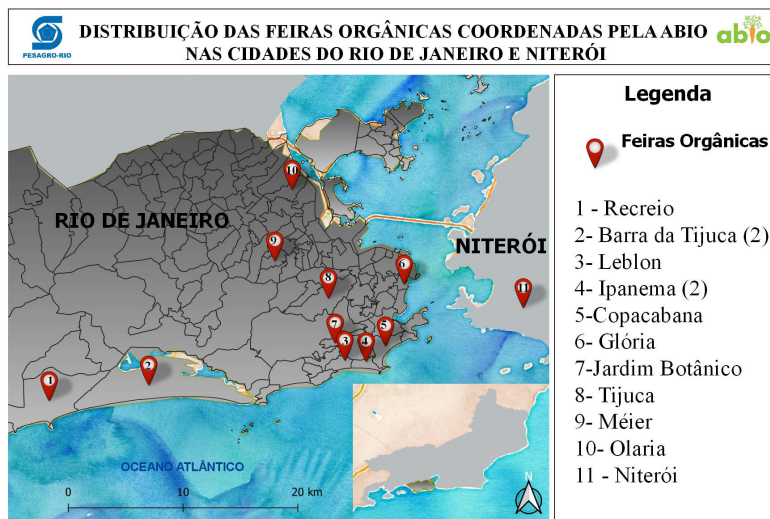 PESAGRO-RIO
DISTRIBUIÇÃO DAS FEIRAS ORGÂNICAS COORDENADAS PELA ABIO
NAS CIDADES DO RIO DE JANEIRO E NITERÓI
abio
RIO DE JANEIRO
NITERÓI
10
9
8
6
11
7
5
3
4
2
1
OCEANO ATLÂNTICO
0 10 20 km
N
Legenda
Feiras Orgânicas
1 - Recreio
2- Barra da Tijuca (2)
3- Leblon
4- Ipanema (2)
5-Copacabana
6- Glória
7-Jardim Botânico
8- Tijuca
9- Méier
10- Olaria
11 - Niterói